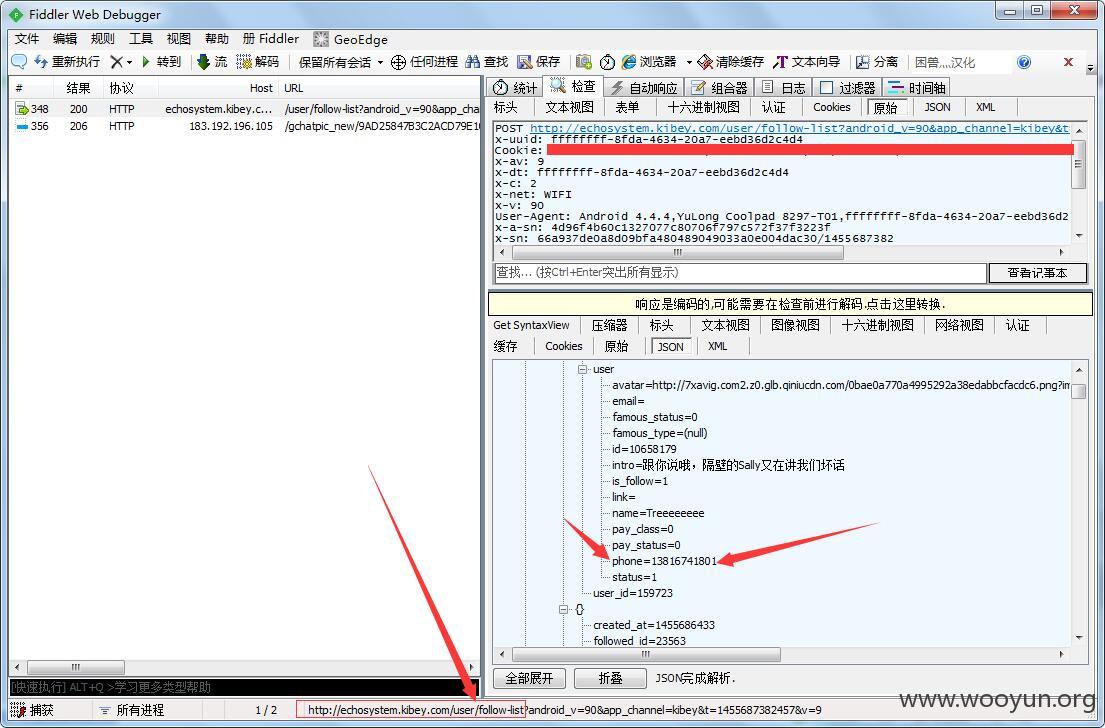 Fiddler Web Debugger
文件 编辑 规则 工具 视图 帮助 册 Fiddler GeoEdge
重新执行 转到 流 解码 保留所有会话 任何进程 查找 保存 浏览器 清除缓存 文本向导 分离 困兽....汉化
# 结果 协议 Host URL
348 200 HTTP echosystem.kibey.c... /user/follow-list?android_v=90&app_cha
356 206 HTTP 183.192.196.105 /gchatpic_new/9AD25847B3C2ACD79E10
统计 检查 自动响应 组合器 日志 过滤器 时间轴
标头 文本视图 表单 十六进制视图 认证 Cookies 原始 JSON XML
POST http://echosystem.kibey.com/user/follow-list?android_v=90&app_channel=kibey&t
x-uuid: ffffffff-8fda-4634-20a7-eebd36d2c4d4
Cookie:
x-av: 9
x-dt: ffffffff-8fda-4634-20a7-eebd36d2c4d4
x-c: 2
x-net: WIFI
x-v: 90
User-Agent: Android 4.4.4,YuLong Coolpad 8297-T01,ffffffff-8fda-4634-20a7-eebd36d2
x-a-sn: 4d96f4b60c1327077c80706f797c572f37f3223f
x-sn: 66a937de0a8d09bfa480489049033a0e004dac30/1455687382
查找... (按Ctrl+Enter突出所有显示)
查看记事本
响应是编码的,可能需要在检查前进行解码.点击这里转换.
Get SyntaxView 压缩器 标头 文本视图 图像视图 十六进制视图 网络视图 认证
缓存 Cookies 原始 JSON XML
user
avatar=http://7xavig.com2.z0.glb.qiniucdn.com/0bae0a770a4995292a38edabbcfacdc6.png?im
email=
famous_status=0
famous_type=(null)
id=10658179
intro=跟你说哦，隔壁的Sally又在讲我们坏话
is_follow=1
link=
name=Treeeeeeee
pay_class=0
pay_status=0
phone=13816741801
status=1
user_id=159723
{}
created_at=1455686433
followed_id=23563
全部展开 折叠 JSON完成解析.
[快速执行] ALT+Q >学习更多类型帮助
捕获 所有进程 1 / 2 http://echosystem.kibey.com/user/follow-list?android_v=90&app_channel=kibey&t=1455687382457&v=9
www.wooyun.org